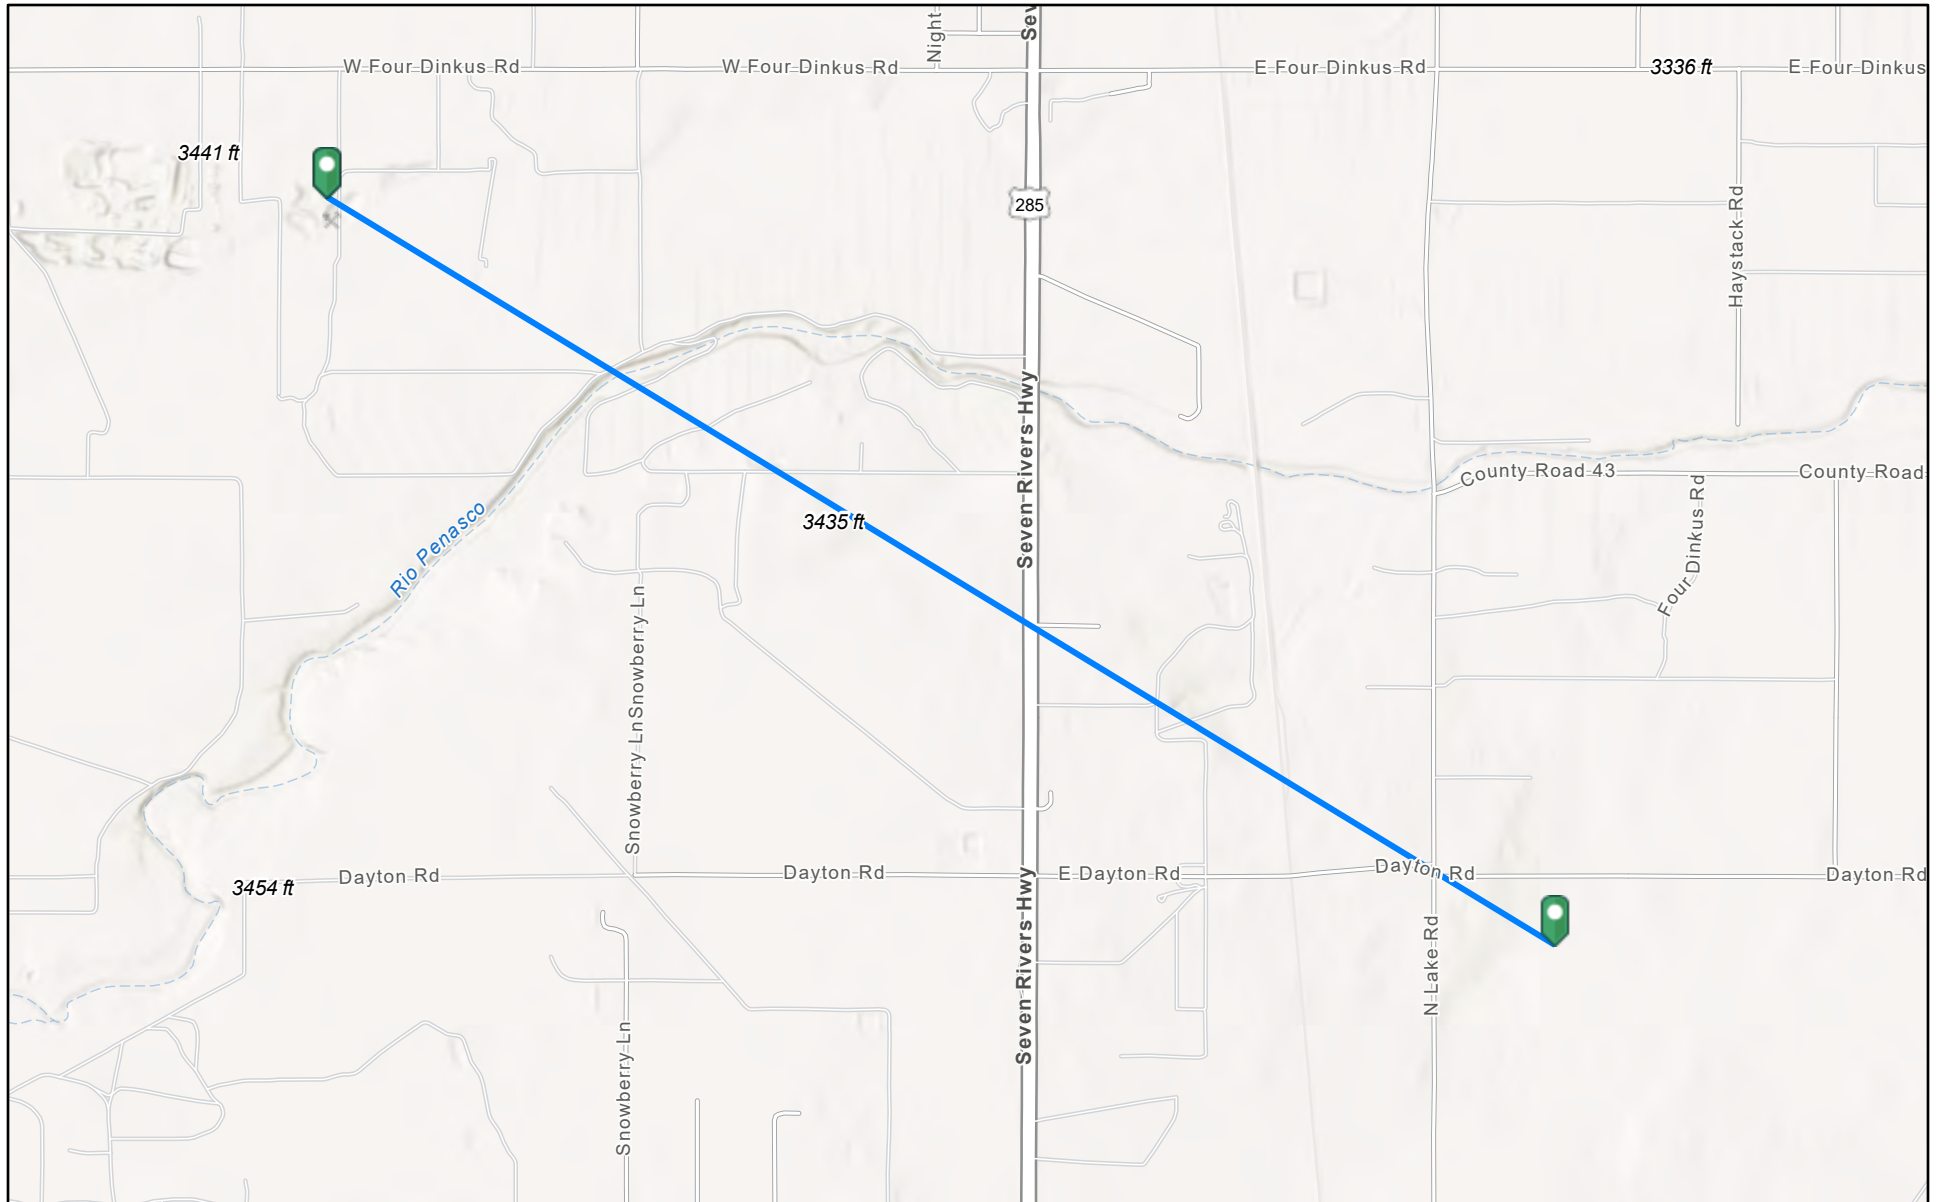 Night
Sev
W Four Dinkus Rd
W Four Dinkus Rd
E Four Dinkus Rd
3336 ft
E Four Dinkus
3441 ft
285
Haystack Rd
Seven Rivers Hwy
County Road 43
County Road
Rio Penasco
3435 ft
Four Dinkus Rd
Snowberry Ln
Snowberry Ln
3454 ft
Dayton Rd
Dayton Rd
E Dayton Rd
Dayton Rd
Dayton Rd
Seven Rivers Hwy
N Lake Rd
Snowberry Ln